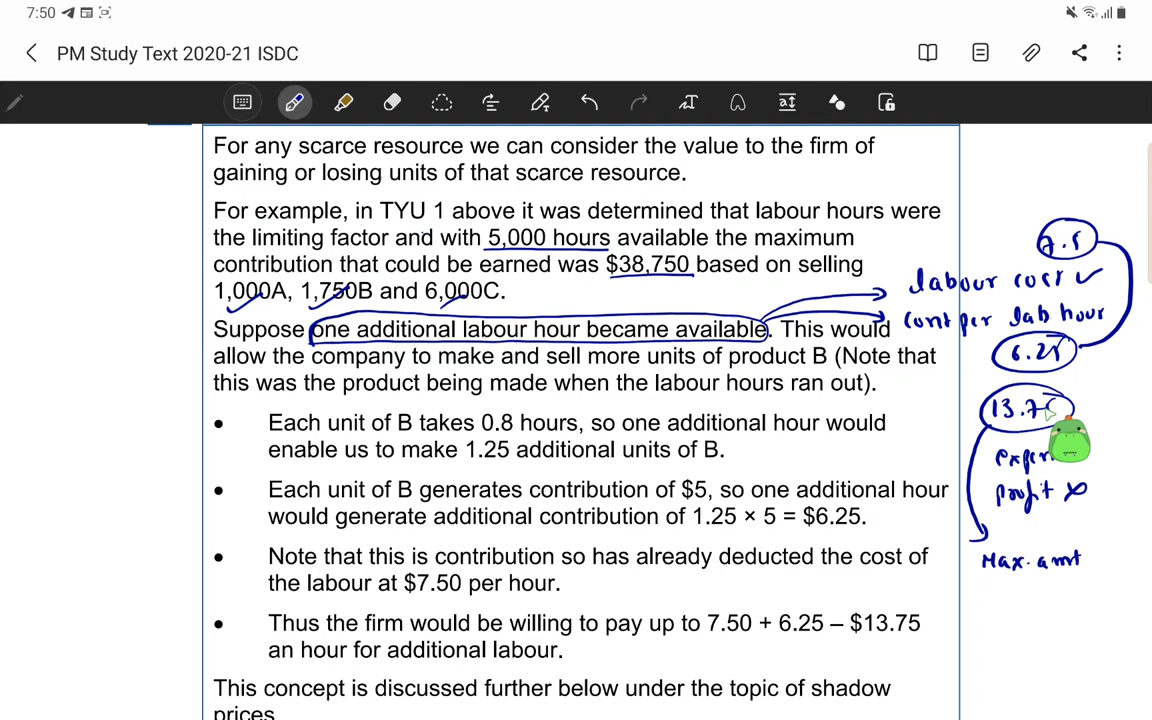 7:50
PM Study Text 2020-21 ISDC
For any scarce resource we can consider the value to the firm of
gaining or losing units of that scarce resource.
For example, in TYU 1 above it was determined that labour hours were
the limiting factor and with 5,000 hours available the maximum
contribution that could be earned was $38,750 based on selling
1,000A, 1,750B and 6,000C.
Suppose one additional labour hour became available. This would
allow the company to make and sell more units of product B (Note that
this was the product being made when the labour hours ran out).
• Each unit of B takes 0.8 hours, so one additional hour would
enable us to make 1.25 additional units of B.
• Each unit of B generates contribution of $5, so one additional hour
would generate additional contribution of 1.25 × 5 = $6.25.
• Note that this is contribution so has already deducted the cost of
the labour at $7.50 per hour.
• Thus the firm would be willing to pay up to 7.50 + 6.25 – $13.75
an hour for additional labour.
This concept is discussed further below under the topic of shadow
prices.
7.5
labour cost ✓
cont per lab hour
6.25
13.75
profit ×
Max. amt